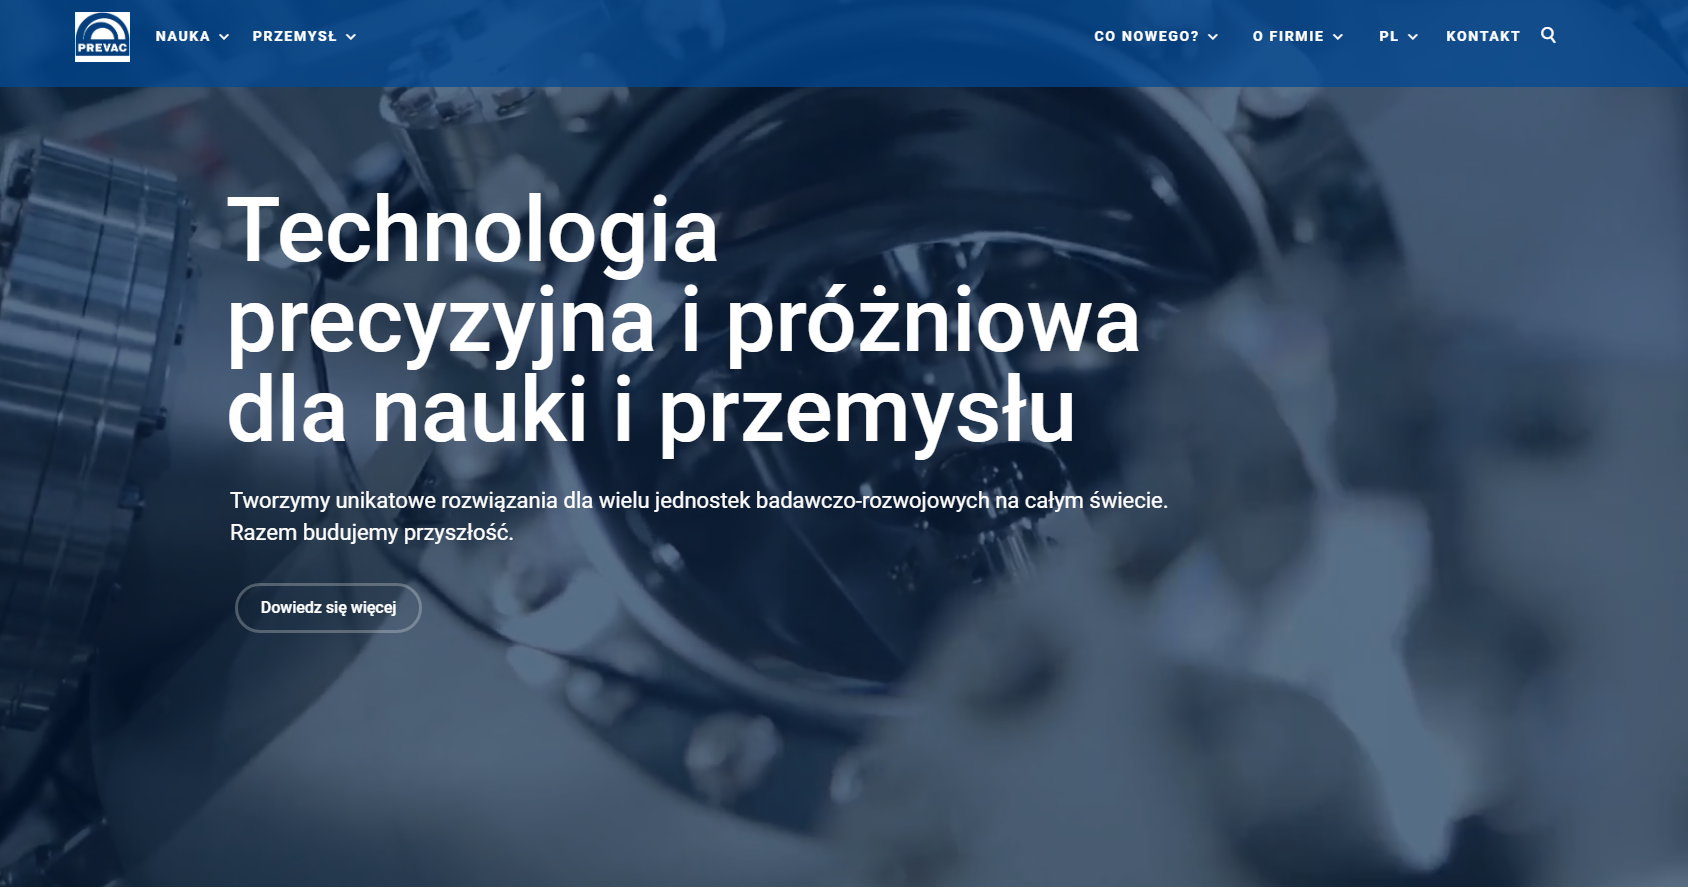 PREVAC
NAUKA
PRZEMYSŁ
CO NOWEGO?
O FIRMIE
PL
KONTAKT
Technologia
precyzyjna i próżniowa
dla nauki i przemysłu
Tworzymy unikatowe rozwiązania dla wielu jednostek badawczo-rozwojowych na całym świecie.
Razem budujemy przyszłość.
Dowiedz się więcej